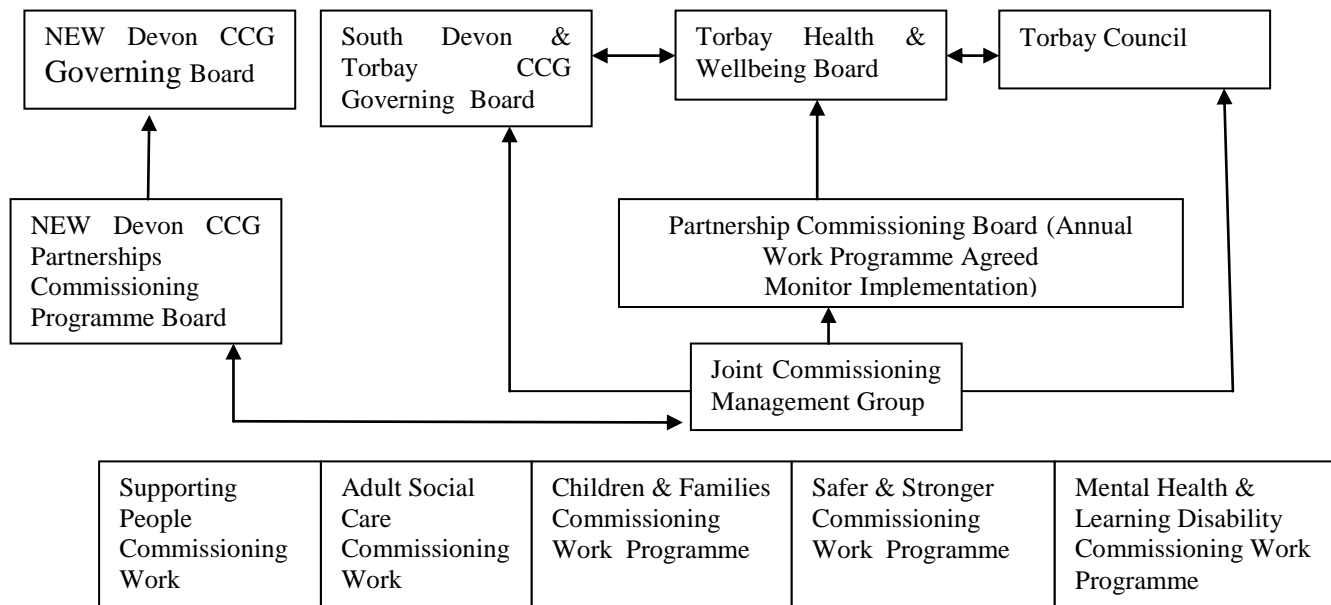 NEW Devon CCG
Governing Board
South Devon &
Torbay CCG
Governing Board
Torbay Health &
Wellbeing Board
Torbay Council
NEW Devon CCG
Partnerships
Commissioning
Programme Board
Partnership Commissioning Board (Annual
Work Programme Agreed
Monitor Implementation)
Joint Commissioning
Management Group
Supporting
People
Commissioning
Work
Adult Social
Care
Commissioning
Work
Children & Families
Commissioning
Work Programme
Safer & Stronger
Commissioning
Work Programme
Mental Health &
Learning Disability
Commissioning Work
Programme